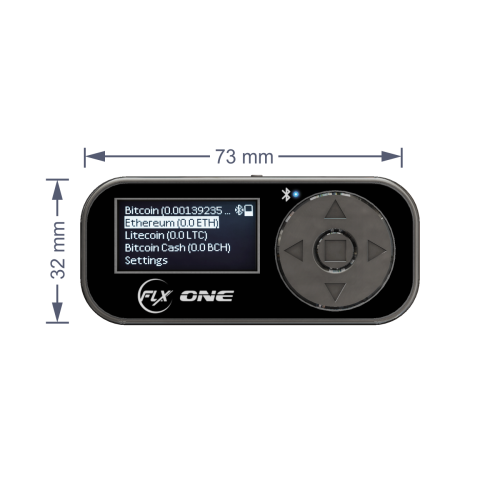 73 mm
32 mm
Bitcoin (0.00139235 ...
Ethereum (0.0 ETH)
Litecoin (0.0 LTC)
Bitcoin Cash (0.0 BCH)
Settings
FLX ONE